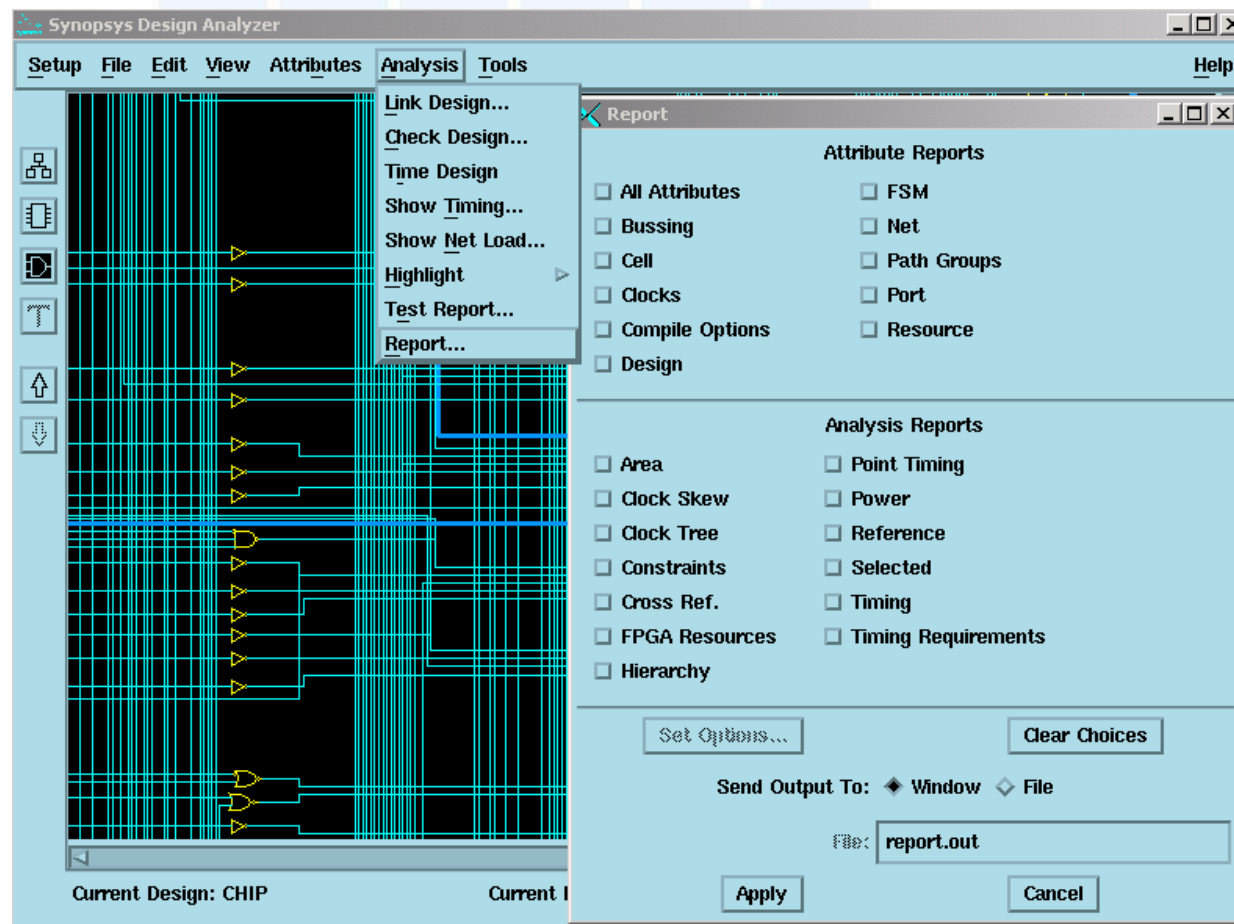 Synopsys Design Analyzer
Setup File Edit View Attributes Analysis Tools Help
Link Design...
Check Design...
Time Design
Show Timing...
Show Net Load...
Highlight
Test Report...
Report...
Report
Attribute Reports
All Attributes
Bussing
Cell
Clocks
Compile Options
Design
FSM
Net
Path Groups
Port
Resource
Analysis Reports
Area
Clock Skew
Clock Tree
Constraints
Cross Ref.
FPGA Resources
Hierarchy
Point Timing
Power
Reference
Selected
Timing
Timing Requirements
Set Options...
Clear Choices
Send Output To: Window File
File: report.out
Apply
Cancel
Current Design: CHIP
Current